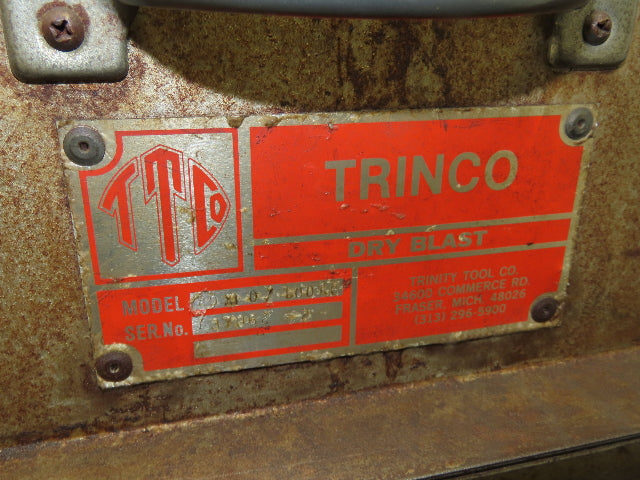 TTCO
TRINCO
DRY BLAST
MODEL
SER.No.
TRINITY TOOL CO.
34600 COMMERCE RD.
FRASER, MICH. 48026
(313) 296-5900